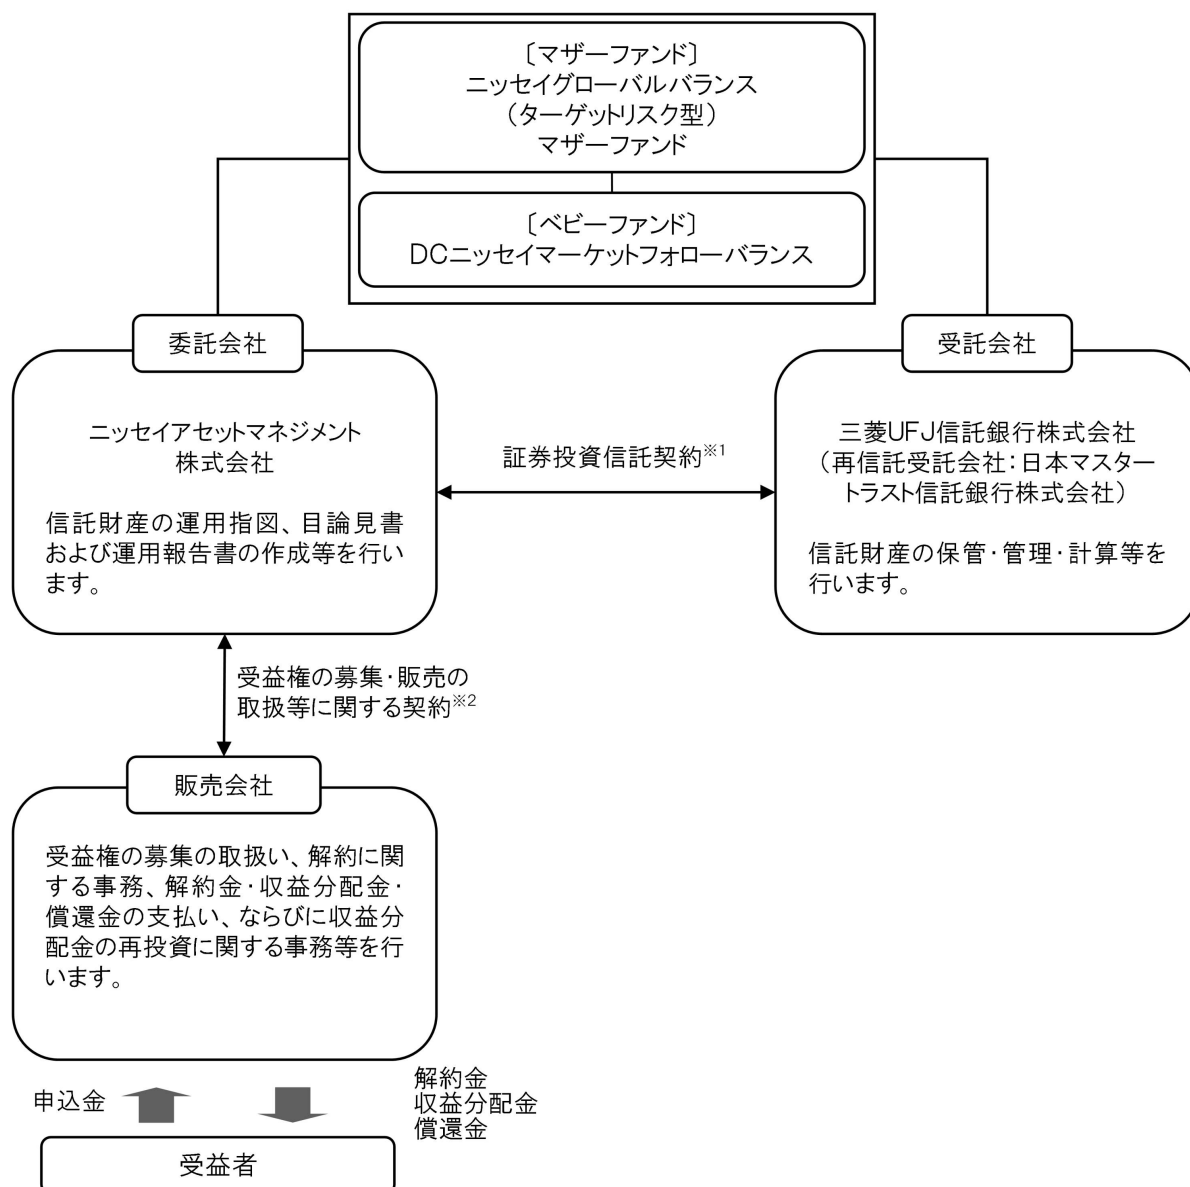 〔マザーファンド〕
ニッセイグローバルバランス
（ターゲットリスク型）
マザーファンド
〔ベビーファンド〕
DCニッセイマーケットフォローバランス
委託会社
受託会社
ニッセイアセットマネジメント
株式会社
信託財産の運用指図、目論見書
および運用報告書の作成等を行い
ます。
証券投資信託契約※1
三菱UFJ信託銀行株式会社
（再信託受託会社：日本マスター
トラスト信託銀行株式会社）
信託財産の保管・管理・計算等を
行います。
受益権の募集・販売の
取扱等に関する契約※2
販売会社
受益権の募集の取扱い、解約に関
する事務、解約金・収益分配金・
償還金の支払い、ならびに収益分
配金の再投資に関する事務等を行
います。
申込金
解約金
収益分配金
償還金
受益者